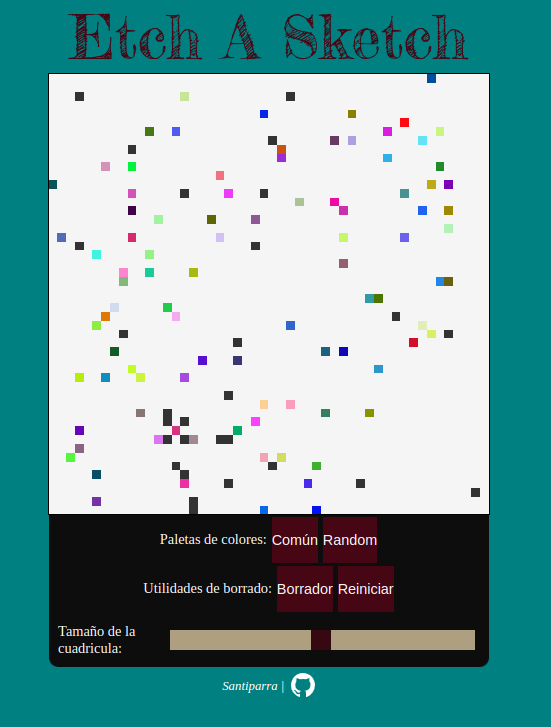 Etch A Sketch
Paletas de colores: Común Random
Utilidades de borrado: Borrador Reiniciar
Tamaño de la
cuadricula:
Santiparra |